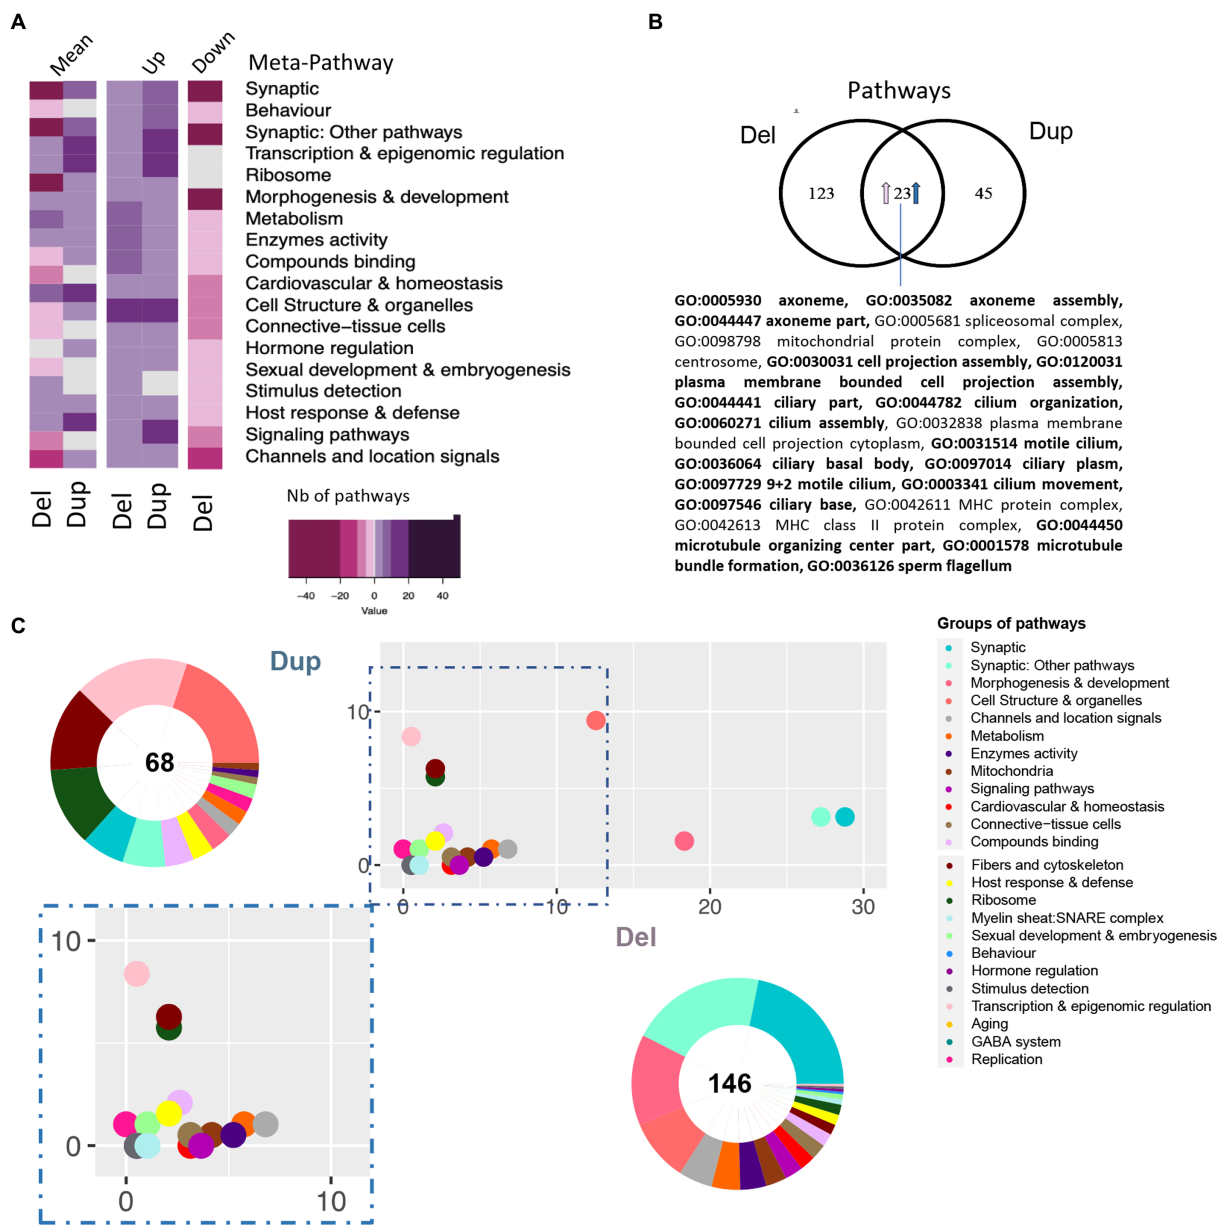 A
Mean
Up
Down
Meta-Pathway
Synaptic
Behaviour
Synaptic: Other pathways
Transcription & epigenomic regulation
Ribosome
Morphogenesis & development
Metabolism
Enzymes activity
Compounds binding
Cardiovascular & homeostasis
Cell Structure & organelles
Connective−tissue cells
Hormone regulation
Sexual development & embryogenesis
Stimulus detection
Host response & defense
Signaling pathways
Channels and location signals
Del
Dup
Del
Dup
Del
Nb of pathways
−40 −20 0 20 40
Value
B
Pathways
Del
Dup
123
23
45
GO:0005930 axoneme, GO:0035082 axoneme assembly,
GO:0044447 axoneme part, GO:0005681 spliceosomal complex,
GO:0098798 mitochondrial protein complex, GO:0005813
centrosome, GO:0030031 cell projection assembly, GO:0120031
plasma membrane bounded cell projection assembly,
GO:0044441 ciliary part, GO:0044782 cilium organization,
GO:0060271 cilium assembly, GO:0032838 plasma membrane
bounded cell projection cytoplasm, GO:0031514 motile cilium,
GO:0036064 ciliary basal body, GO:0097014 ciliary plasm,
GO:0097729 9+2 motile cilium, GO:0003341 cilium movement,
GO:0097546 ciliary base, GO:0042611 MHC protein complex,
GO:0042613 MHC class II protein complex, GO:0044450
microtubule organizing center part, GO:0001578 microtubule
bundle formation, GO:0036126 sperm flagellum
C
68
Dup
10
0
0 10 20 30
Del
10
0
0 10
146
Groups of pathways
Synaptic
Synaptic: Other pathways
Morphogenesis & development
Cell Structure & organelles
Channels and location signals
Metabolism
Enzymes activity
Mitochondria
Signaling pathways
Cardiovascular & homeostasis
Connective−tissue cells
Compounds binding
Fibers and cytoskeleton
Host response & defense
Ribosome
Myelin sheat:SNARE complex
Sexual development & embryogenesis
Behaviour
Hormone regulation
Stimulus detection
Transcription & epigenomic regulation
Aging
GABA system
Replication